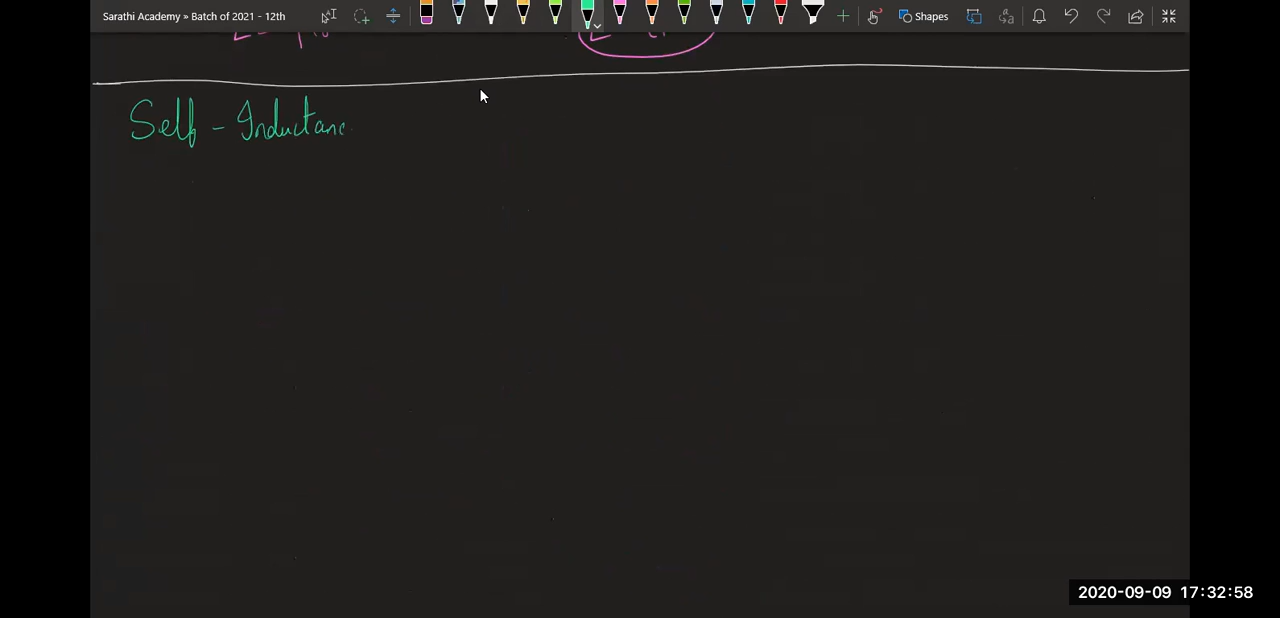 Sarathi Academy » Batch of 2021 - 12th
Shapes
Self - Inductanc
2020-09-09 17:32:58